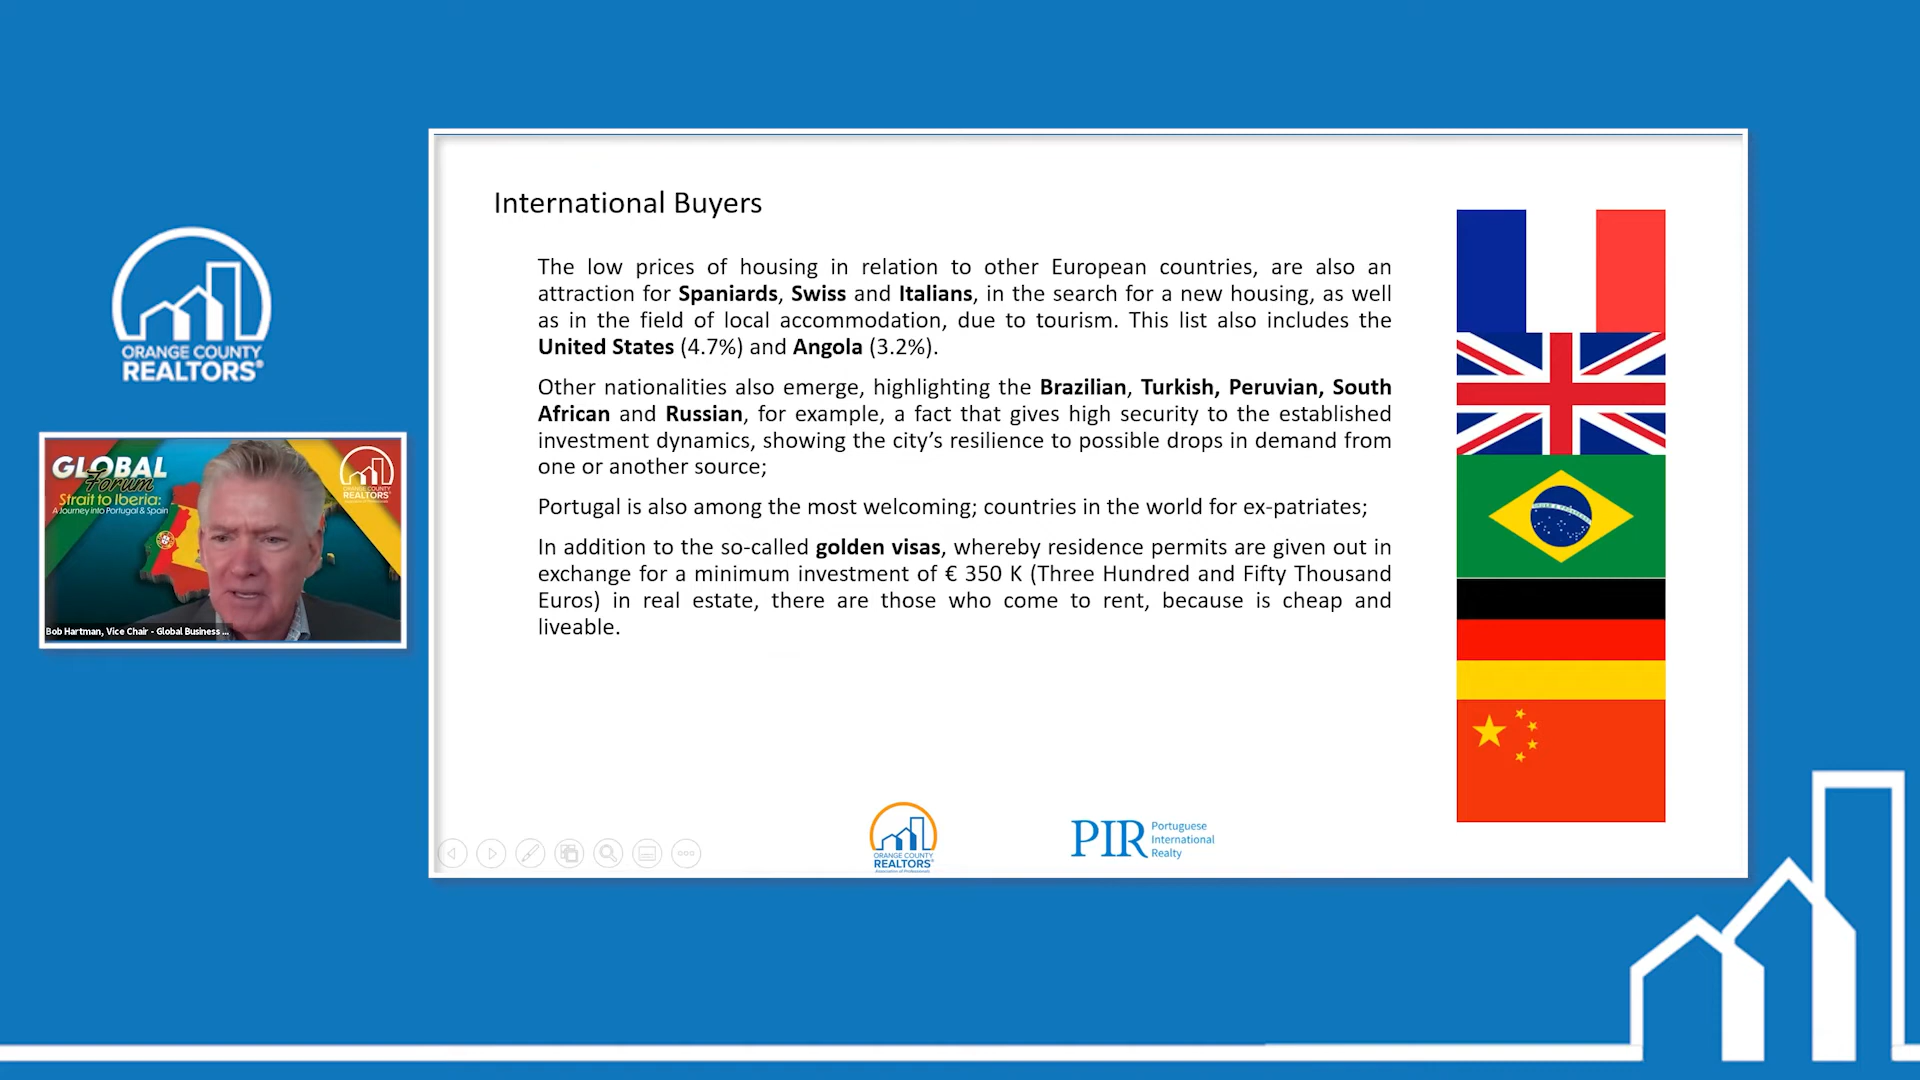 ORANGE COUNTY
REALTORS®
GLOBAL
Forum
Strait to Iberia:
A Journey into Portugal & Spain
ORANGE COUNTY
REALTORS®
Bob Hartman, Vice Chair - Global Business ...
International Buyers
The low prices of housing in relation to other European countries, are also an
attraction for Spaniards, Swiss and Italians, in the search for a new housing, as well
as in the field of local accommodation, due to tourism. This list also includes the
United States (4.7%) and Angola (3.2%).
Other nationalities also emerge, highlighting the Brazilian, Turkish, Peruvian, South
African and Russian, for example, a fact that gives high security to the established
investment dynamics, showing the city’s resilience to possible drops in demand from
one or another source;
Portugal is also among the most welcoming; countries in the world for ex-patriates;
In addition to the so-called golden visas, whereby residence permits are given out in
exchange for a minimum investment of € 350 K (Three Hundred and Fifty Thousand
Euros) in real estate, there are those who come to rent, because is cheap and
liveable.
ORANGE COUNTY
REALTORS®
Association of Professionals
PIR Portuguese
International
Realty